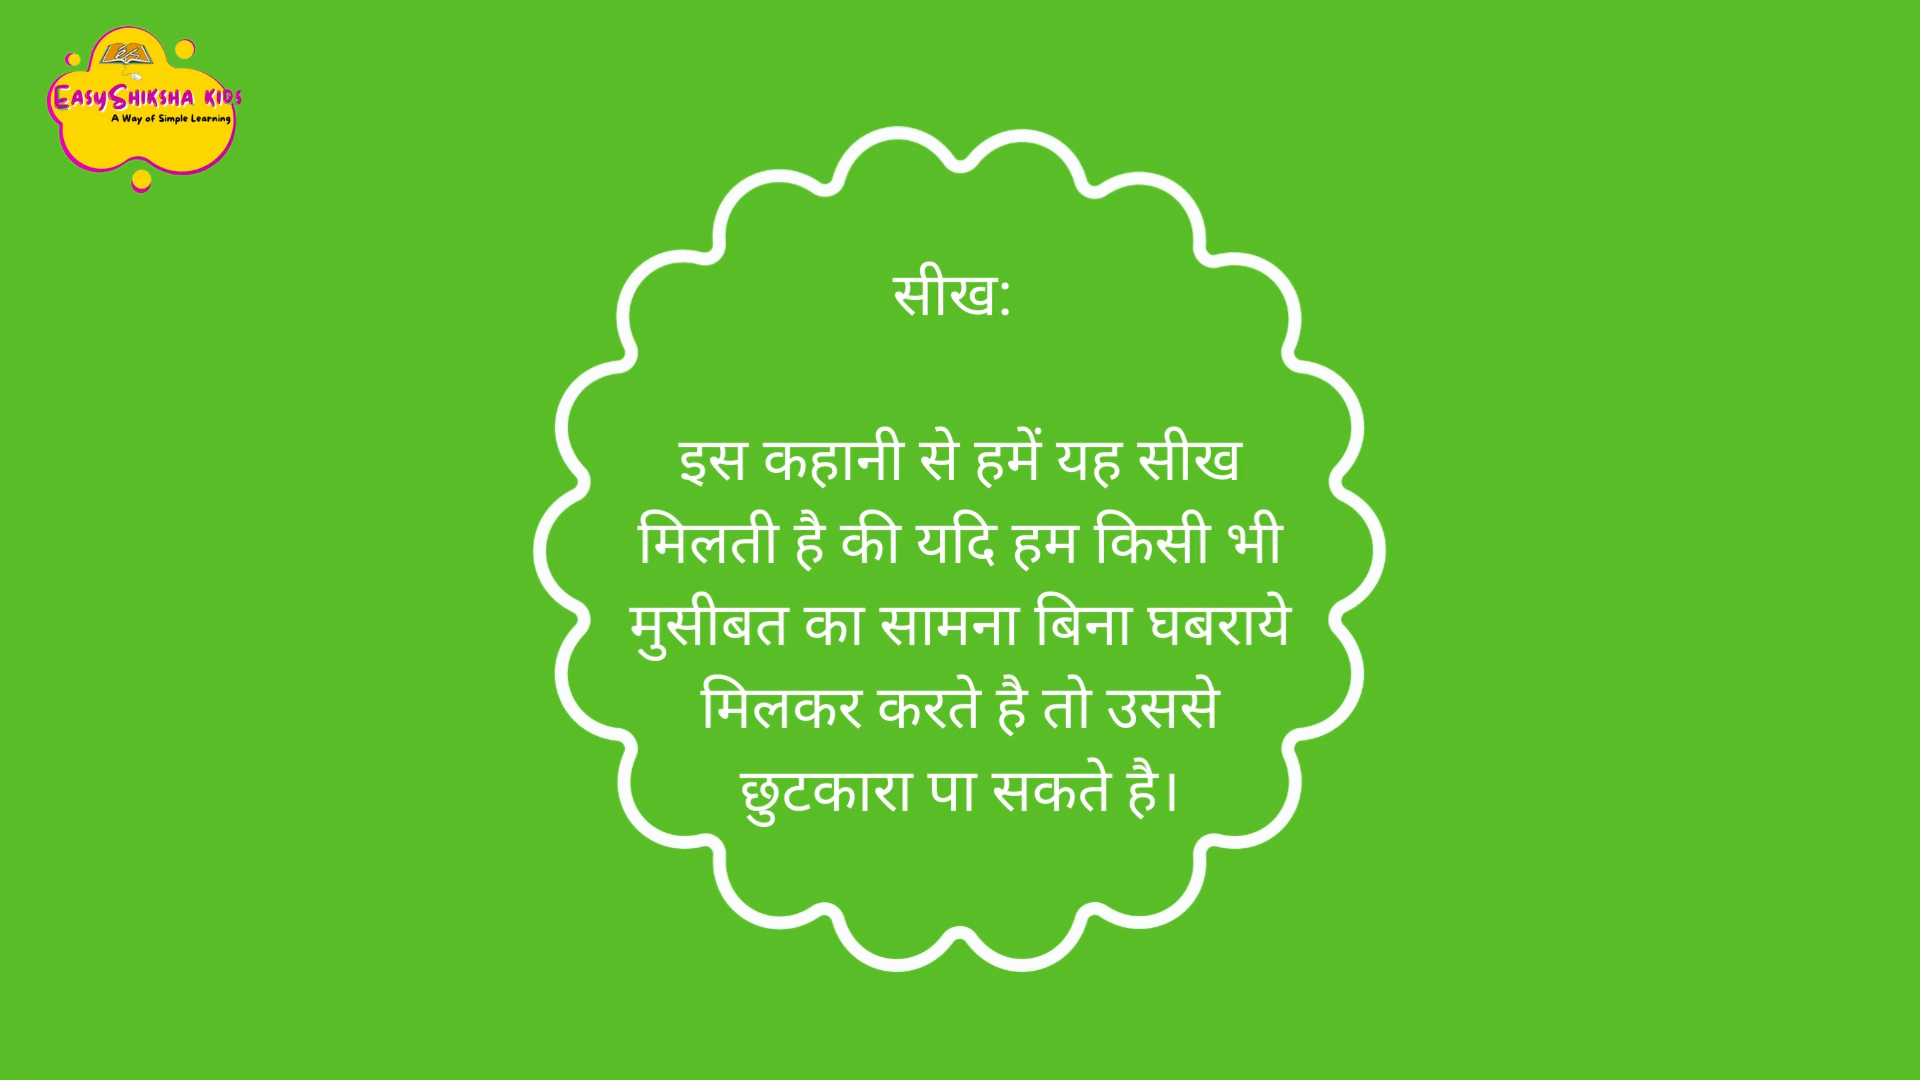 EasyShiksha Kids
A Way of Simple Learning
सीख:
इस कहानी से हमें यह सीख
मिलती है की यदि हम किसी भी
मुसीबत का सामना बिना घबराये
मिलकर करते है तो उससे
छुटकारा पा सकते है।